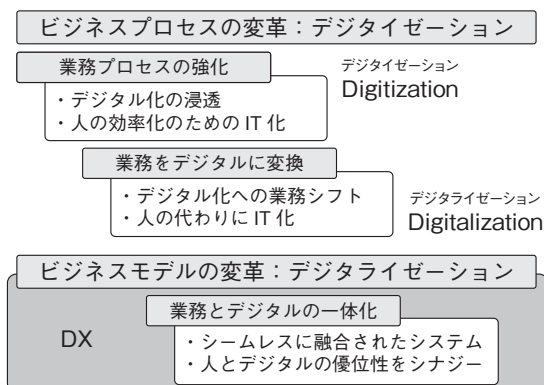 ビジネスプロセスの変革：デジタイゼーション
業務プロセスの強化
・デジタル化の浸透
・人の効率化のための IT 化
デジタイゼーション
Digitization
業務をデジタルに変換
・デジタル化への業務シフト
・人の代わりに IT 化
デジタライゼーション
Digitalization
ビジネスモデルの変革：デジタライゼーション
業務とデジタルの一体化
DX
・シームレスに融合されたシステム
・人とデジタルの優位性をシナジー